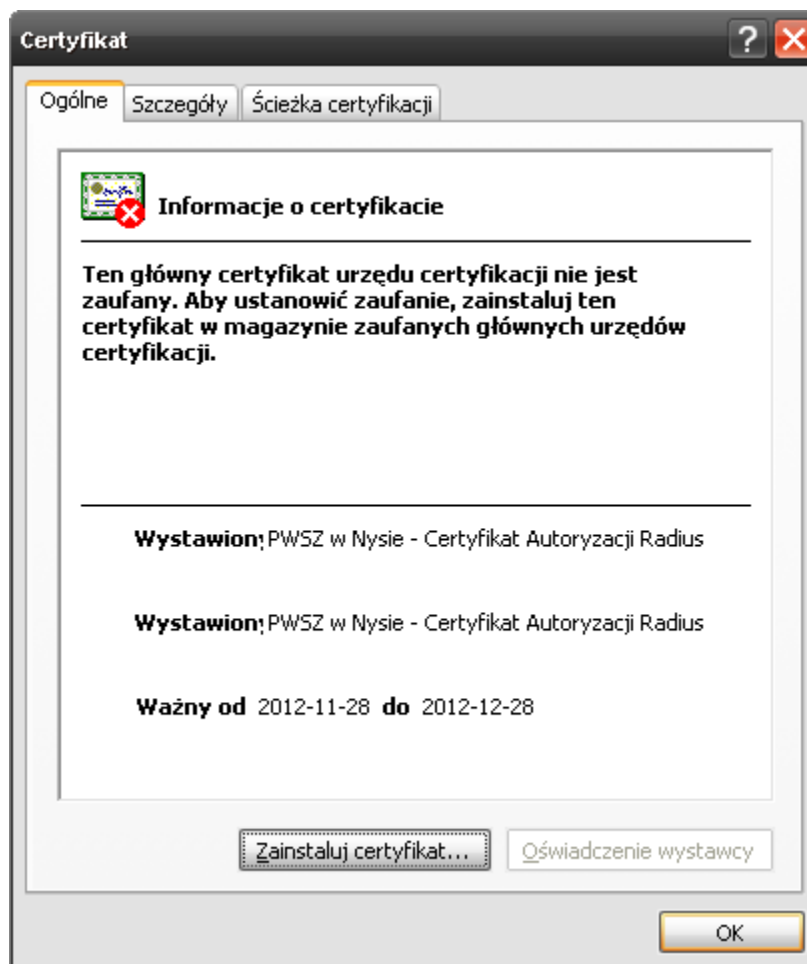 Certyfikat
Ogólne Szczegóły Ścieżka certyfikacji
Informacje o certyfikacie
Ten główny certyfikat urzędu certyfikacji nie jest
zaufany. Aby ustanowić zaufanie, zainstaluj ten
certyfikat w magazynie zaufanych głównych urzędów
certyfikacji.
Wystawiony PWSZ w Nysie - Certyfikat Autoryzacji Radius
Wystawiony PWSZ w Nysie - Certyfikat Autoryzacji Radius
Ważny od 2012-11-28 do 2012-12-28
Zainstaluj certyfikat... Oświadczenie wystawcy
OK